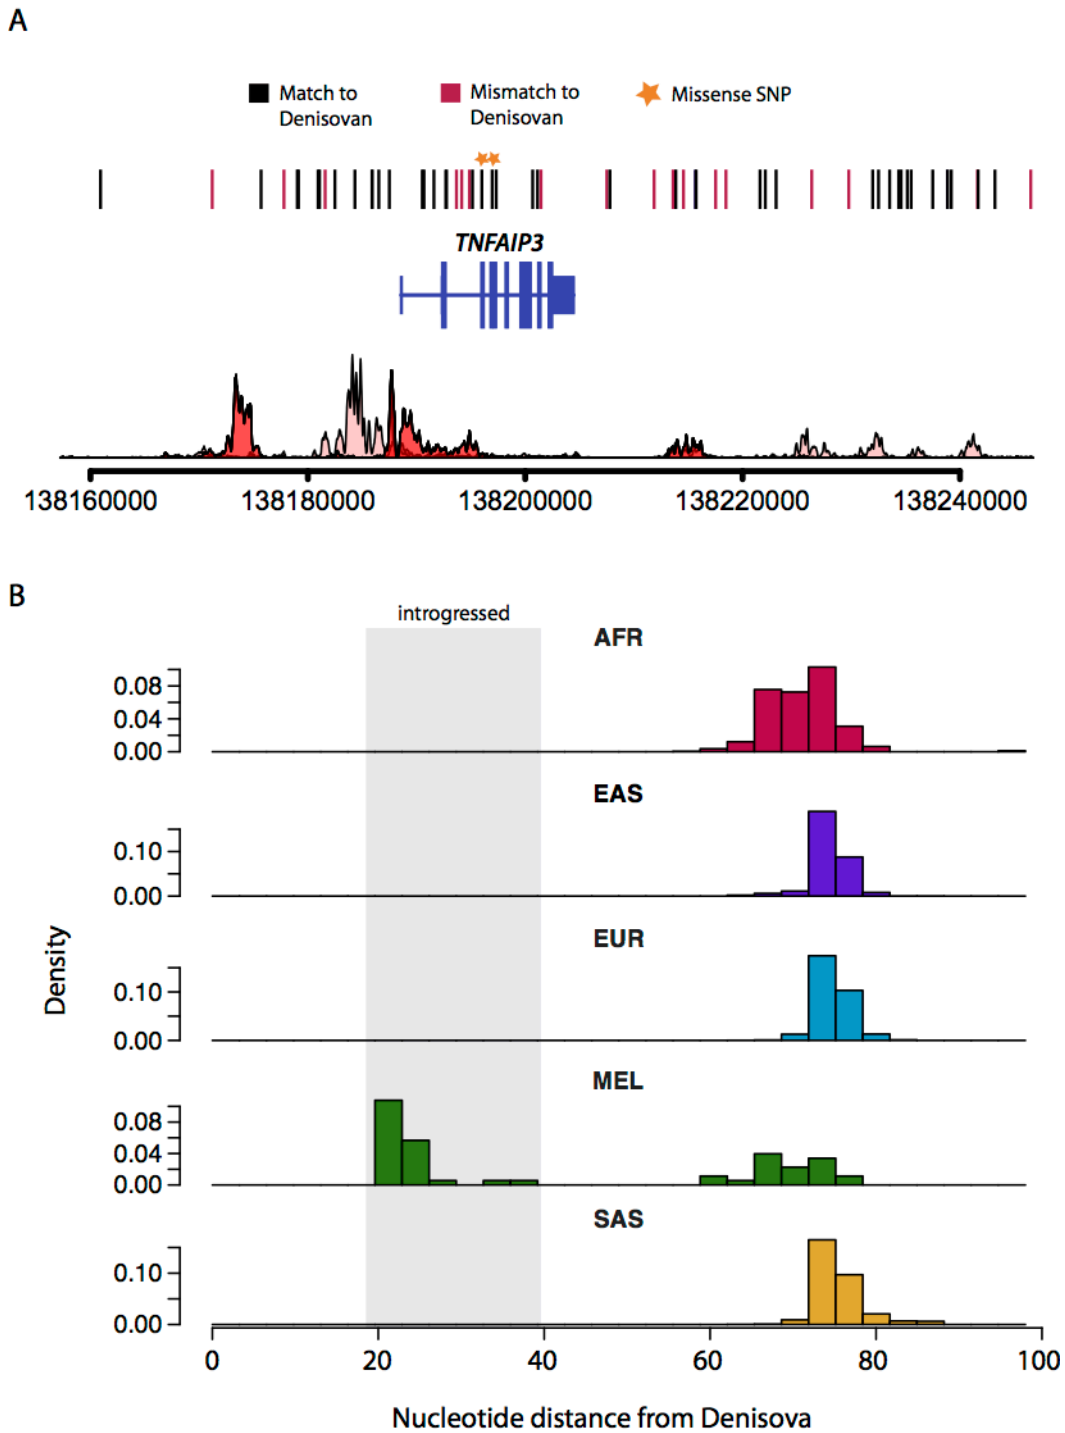 A
Match to
Denisovan
Mismatch to
Denisovan
Missense SNP
TNFAIP3
138160000 138180000 138200000 138220000 138240000
B
introgressed
AFR
0.08
0.04
0.00
EAS
0.10
0.00
EUR
0.10
0.00
MEL
0.08
0.04
0.00
SAS
0.10
0.00
Density
0 20 40 60 80 100
Nucleotide distance from Denisova